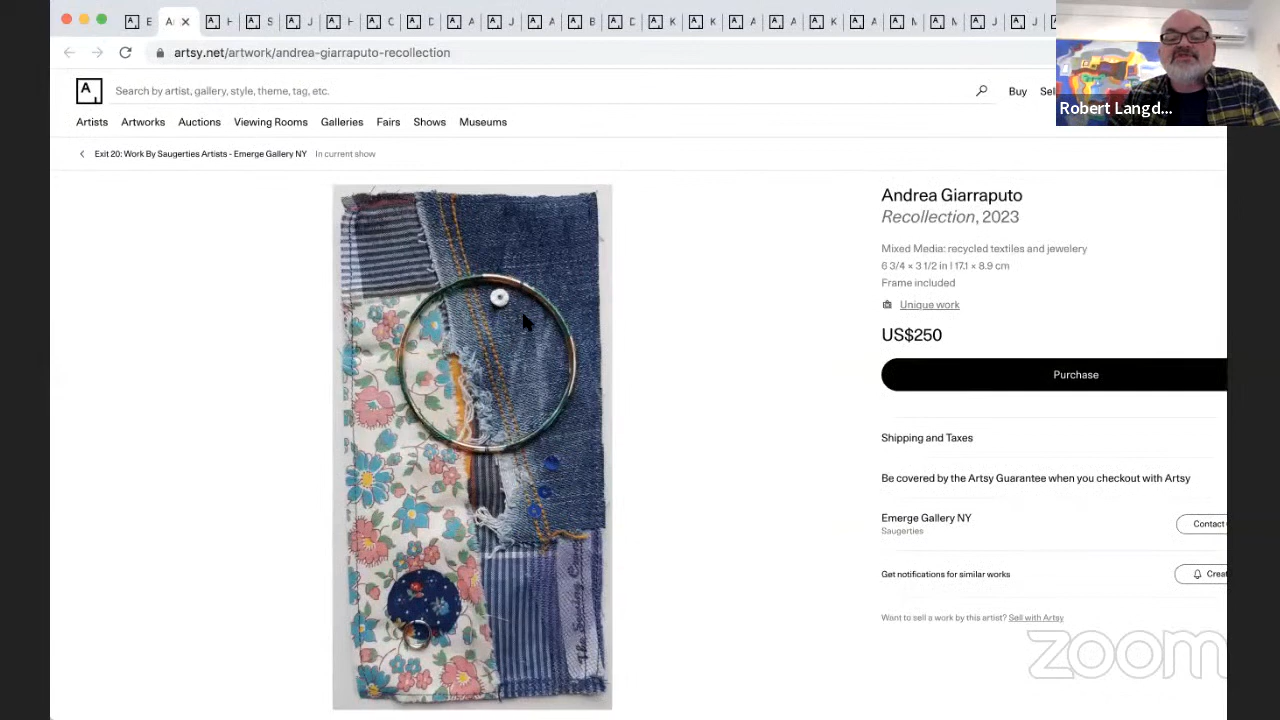 artsy.net/artwork/andrea-giarraputo-recollection
Search by artist, gallery, style, theme, tag, etc.
Buy
Robert Langd...
Artists Artworks Auctions Viewing Rooms Galleries Shows Museums
Exit 20: Work By Saugerties Artists - Emerge Gallery NY In current show
Andrea Giarraputo
Recollection, 2023
Mixed Media: recycled textiles and jewelery
6 3/4 × 3 1/2 in | 17.1 × 8.9 cm
Frame included
Unique work
US$250
Purchase
Shipping and Taxes
Be covered by the Artsy Guarantee when you checkout with Artsy
Emerge Gallery NY
Saugerties
Contact
Get notifications for similar works
Want to sell a work by this artist? Sell with Artsy
zoom